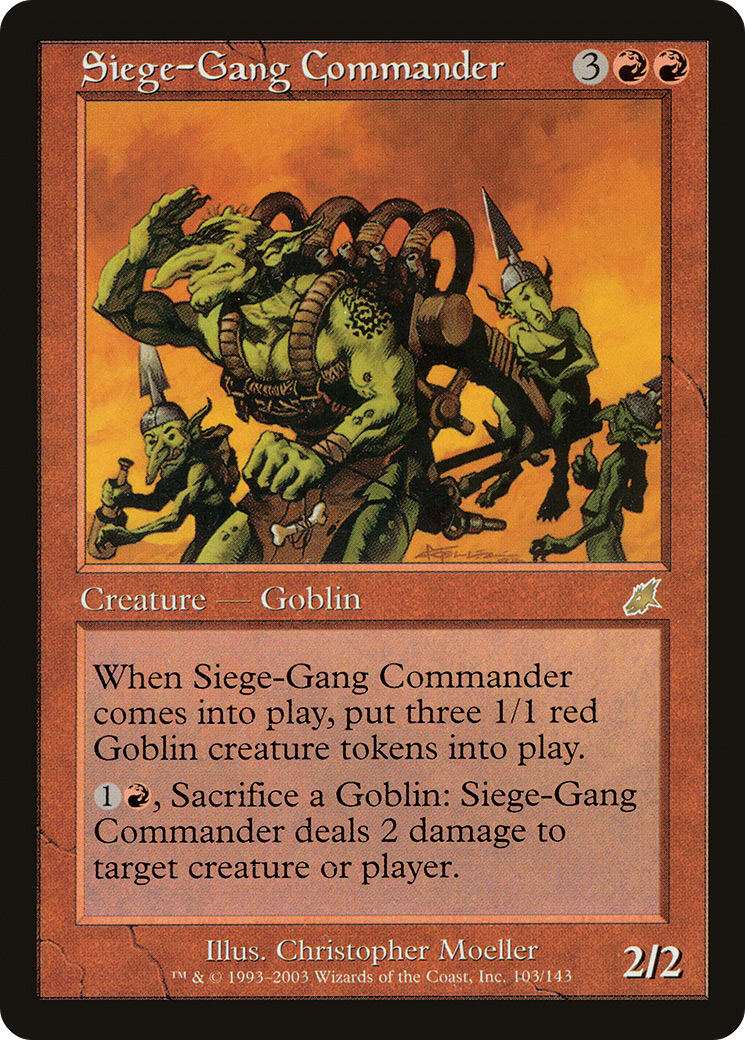 Siege-Gang Commander 3
Creature — Goblin
When Siege-Gang Commander
comes into play, put three 1/1 red
Goblin creature tokens into play.
1, Sacrifice a Goblin: Siege-Gang
Commander deals 2 damage to
target creature or player.
Illus. Christopher Moeller
™ & © 1993–2003 Wizards of the Coast, Inc. 103/143
2/2